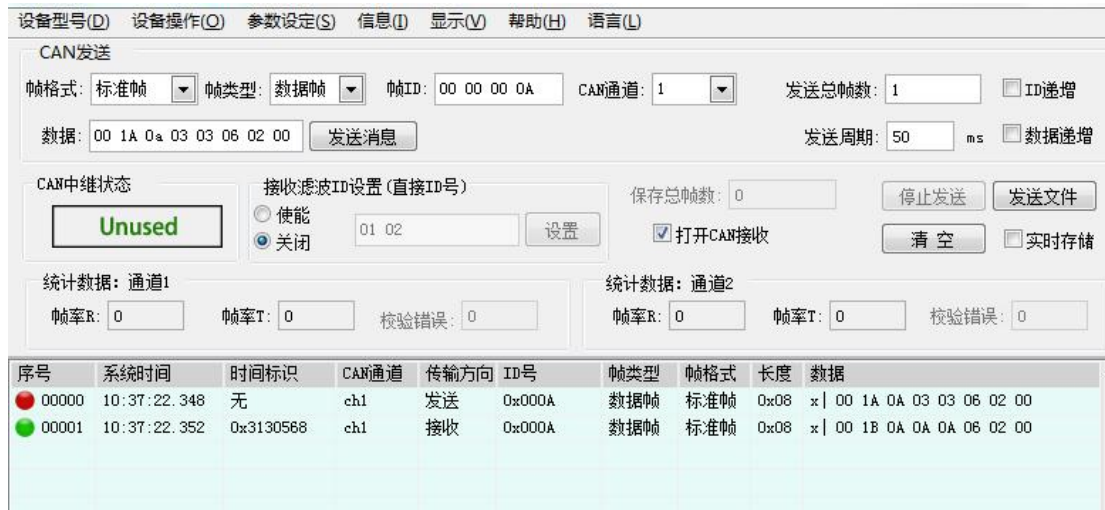 设备型号(D) 设备操作(O) 参数设定(S) 信息(I) 显示(V) 帮助(H) 语言(L)
CAN发送
帧格式: 标准帧 帧类型: 数据帧 帧ID: 00 00 00 0A CAN通道: 1 发送总帧数: 1 ID递增
数据: 00 1A 0a 03 03 06 02 00 发送消息 发送周期: 50 ms 数据递增
CAN中继状态 接收滤波ID设置(直接ID号) 保存总帧数: 0 停止发送 发送文件
Unused 使能 01 02 设置
关闭 打开CAN接收 清 空 实时存储
统计数据: 通道1 统计数据: 通道2
帧率R: 0 帧率T: 0 校验错误: 0 帧率R: 0 帧率T: 0 校验错误: 0
序号 系统时间 时间标识 CAN通道 传输方向 ID号 帧类型 帧格式 长度 数据
00000 10:37:22.348 无 ch1 发送 0x000A 数据帧 标准帧 0x08 x| 00 1A 0A 03 03 06 02 00
00001 10:37:22.352 0x3130568 ch1 接收 0x000A 数据帧 标准帧 0x08 x| 00 1B 0A 0A 0A 06 02 00